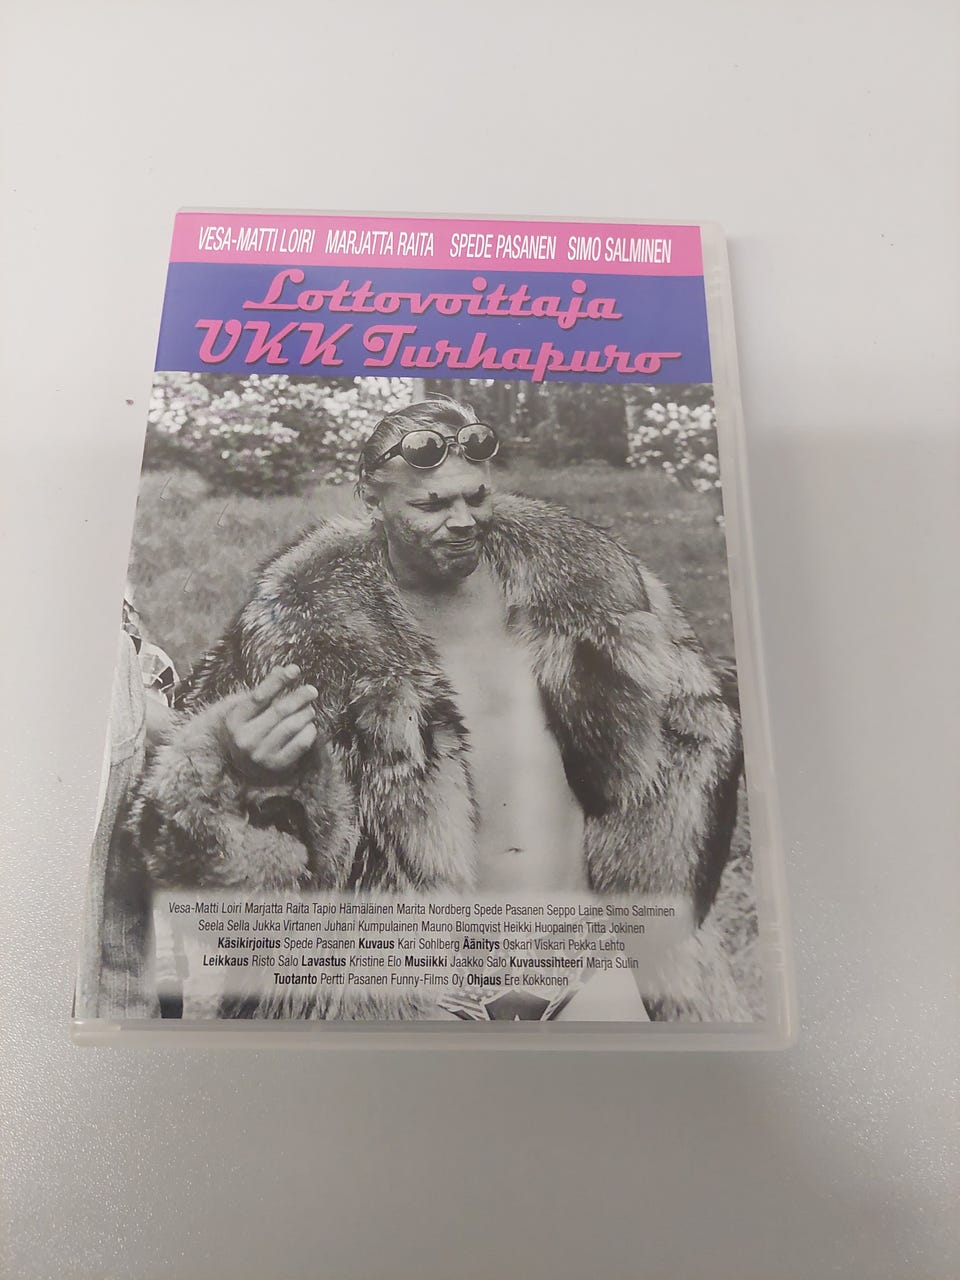 VESA-MATTI LOIRI MARJATTA RAITA SPEDE PASANEN SIMO SALMINEN
Lottovoittaja
UKK Turhapuro
Vesa-Matti Loiri Marjatta Raita Tapio Hämäläinen Marita Nordberg Spede Pasanen Seppo Laine Simo Salminen
Seela Sella Jukka Virtanen Juhani Kumpulainen Mauno Blomqvist Heikki Huopainen Titta Jokinen
Käsikirjoitus Spede Pasanen Kuvaus Kari Sohlberg Äänitys Oskari Viskari Pekka Lehto
Leikkaus Risto Salo Lavastus Kristine Elo Musiikki Jaakko Salo Kuvaussihteeri Marja Sulin
Tuotanto Pertti Pasanen Funny-Films Oy Ohjaus Ere Kokkonen